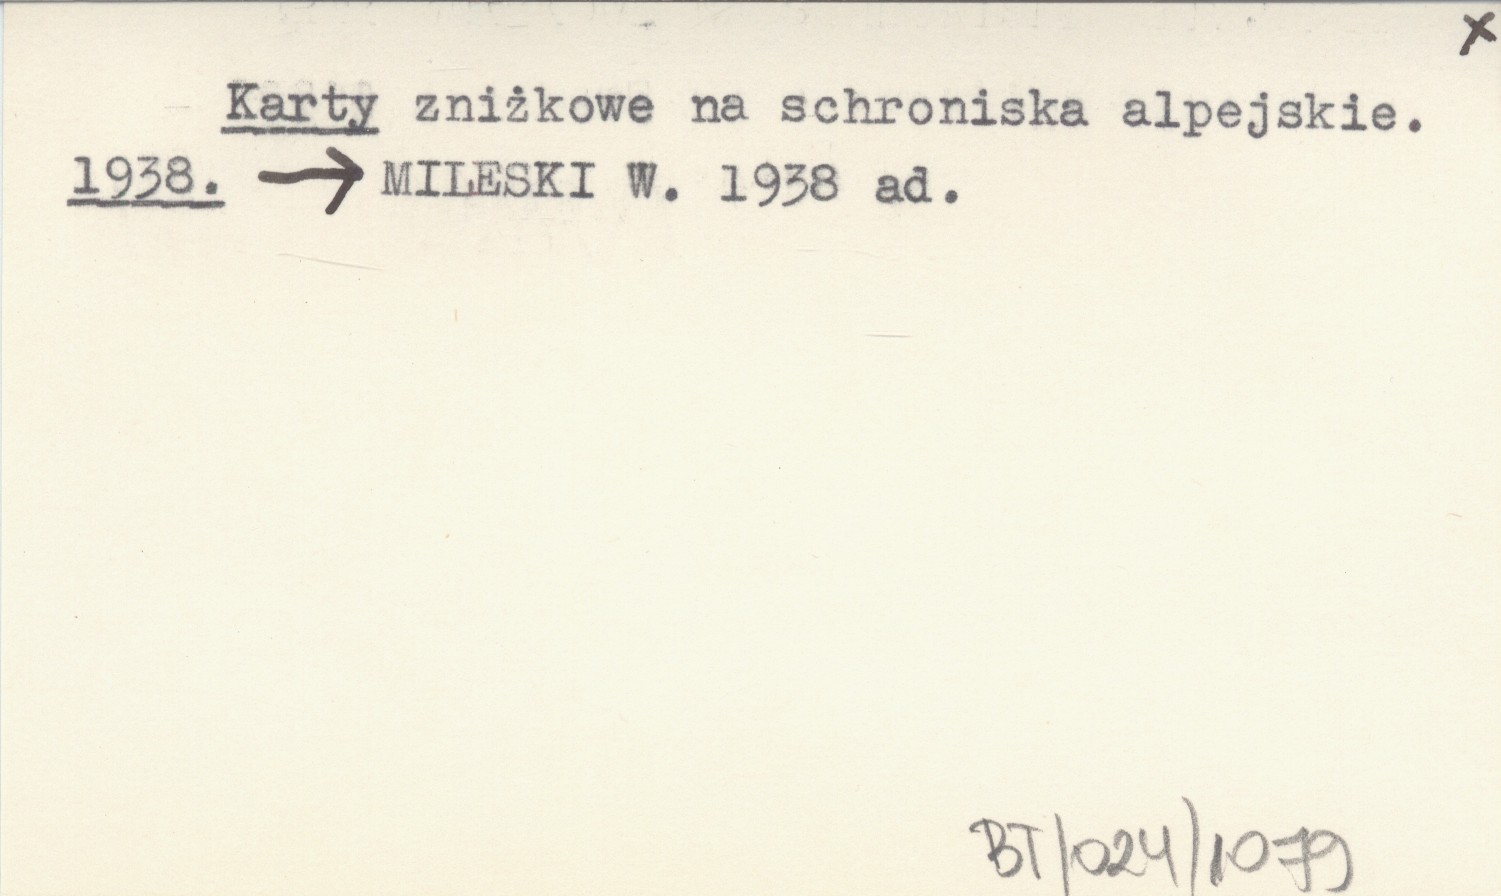 x
Karty zniżkowe na schroniska alpejskie.
1938. → MILESKI W. 1938 ad.
BT/024/1079